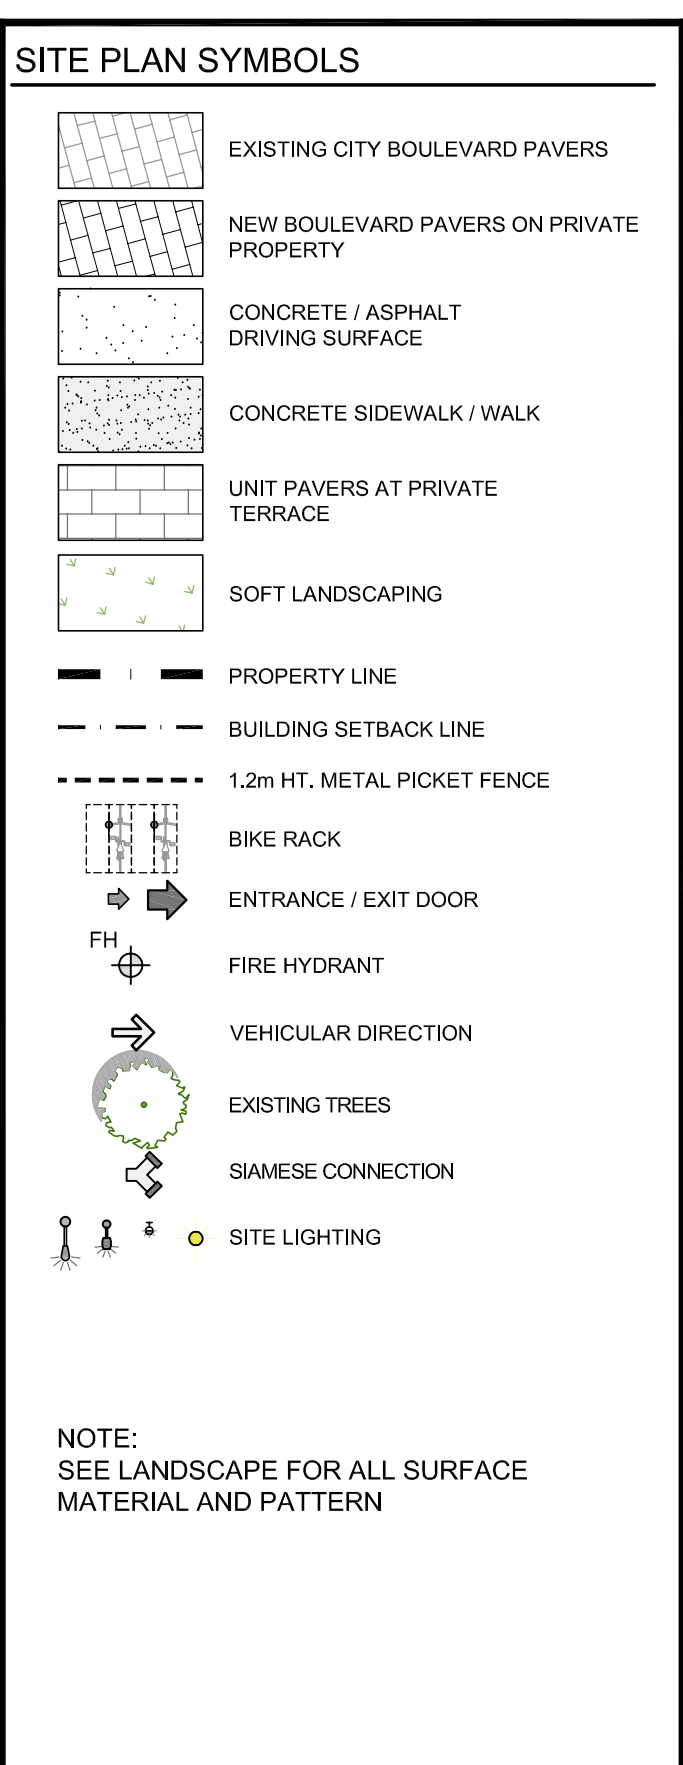 SITE PLAN SYMBOLS
EXISTING CITY BOULEVARD PAVERS
NEW BOULEVARD PAVERS ON PRIVATE
PROPERTY
CONCRETE / ASPHALT
DRIVING SURFACE
CONCRETE SIDEWALK / WALK
UNIT PAVERS AT PRIVATE
TERRACE
SOFT LANDSCAPING
PROPERTY LINE
BUILDING SETBACK LINE
1.2m HT. METAL PICKET FENCE
BIKE RACK
ENTRANCE / EXIT DOOR
FH
FIRE HYDRANT
VEHICULAR DIRECTION
EXISTING TREES
SIAMESE CONNECTION
SITE LIGHTING
NOTE:
SEE LANDSCAPE FOR ALL SURFACE
MATERIAL AND PATTERN